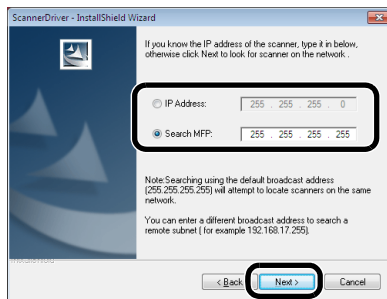 ScannerDriver - InstallShield Wizard
If you know the IP address of the scanner, type it in below,
otherwise click Next to look for scanner on the network .
IP Address: 255 . 255 . 255 . 0
Search MFP: 255 . 255 . 255 . 255
Note:Searching using the default broadcast address
(255.255.255.255) will attempt to locate scanners on the same
network.
You can enter a different broadcast address to search a
remote subnet ( for example 192.168.17.255).
InstallShield
< Back Next > Cancel